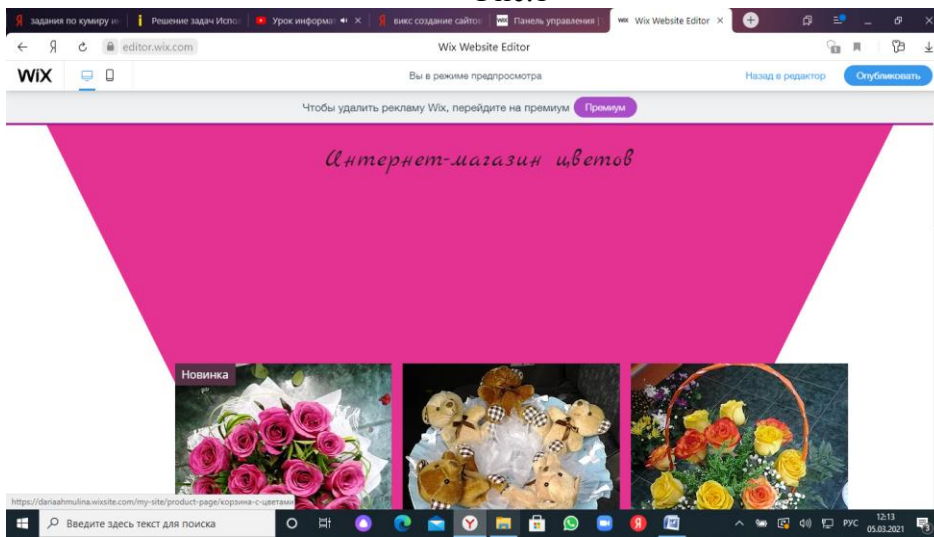 задания по кумиру и
Решение задач Испо
Урок информат
викс создание сайтов
Панель управления |
Wix Website Editor
editor.wix.com
Wix Website Editor
WiX
Вы в режиме предпросмотра
Назад в редактор
Опубликовать
Чтобы удалить рекламу Wix, перейдите на премиум
Премиум
Интернет-магазин цветов
Новинка
https://dariaahmulina.wixsite.com/my-site/product-page/корзина-с-цветами
Введите здесь текст для поиска
РУС
12:13
05.03.2021